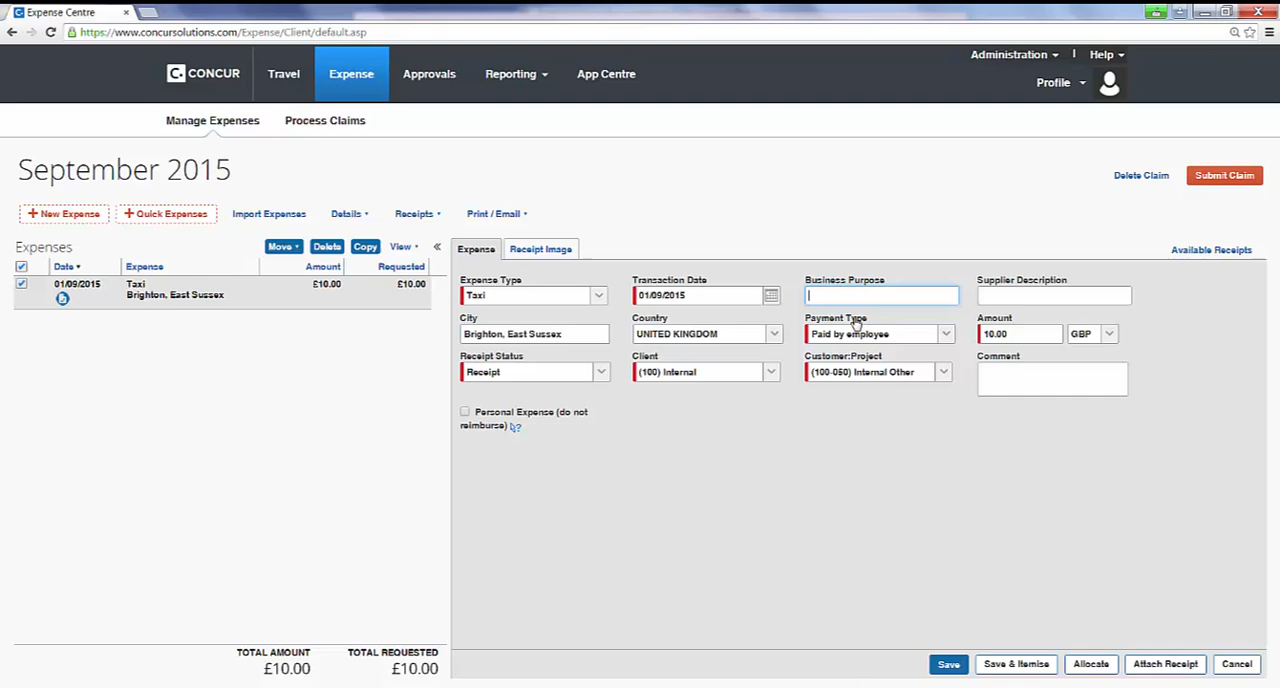 Expense Centre
https://www.concursolutions.com/Expense/Client/default.asp
Administration | Help
C. CONCUR Travel Expense Approvals Reporting App Centre
Profile
Manage Expenses Process Claims
September 2015
Delete Claim Submit Claim
+ New Expense + Quick Expenses Import Expenses Details Receipts Print / Email
Expenses Move Delete Copy View «
Date Expense Amount Requested
01/09/2015 Taxi £10.00 £10.00
Brighton, East Sussex
TOTAL AMOUNT TOTAL REQUESTED
£10.00 £10.00
Expense Receipt Image Available Receipts
Expense Type Transaction Date Business Purpose Supplier Description
Taxi 01/09/2015
City Country Payment Type Amount
Brighton, East Sussex UNITED KINGDOM Paid by employee 10.00 GBP
Receipt Status Client Customer:Project Comment
Receipt (100) Internal (100-050) Internal Other
Personal Expense (do not
reimburse) ?
Save Save & Itemise Allocate Attach Receipt Cancel